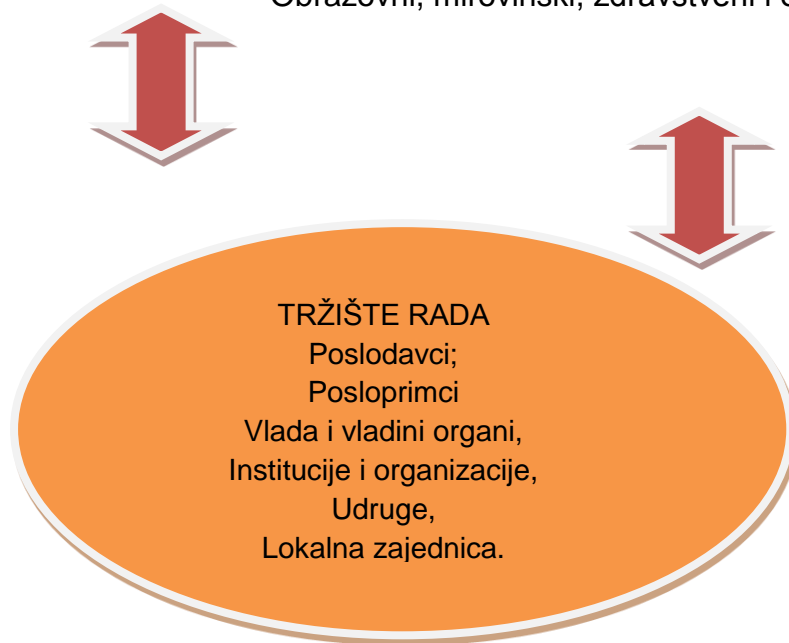 Obrazovni, mirovinski, zdravstveni i
TRŽIŠTE RADA
Poslodavci;
Posloprimci
Vlada i vladini organi,
Institucije i organizacije,
Udruge,
Lokalna zajednica.